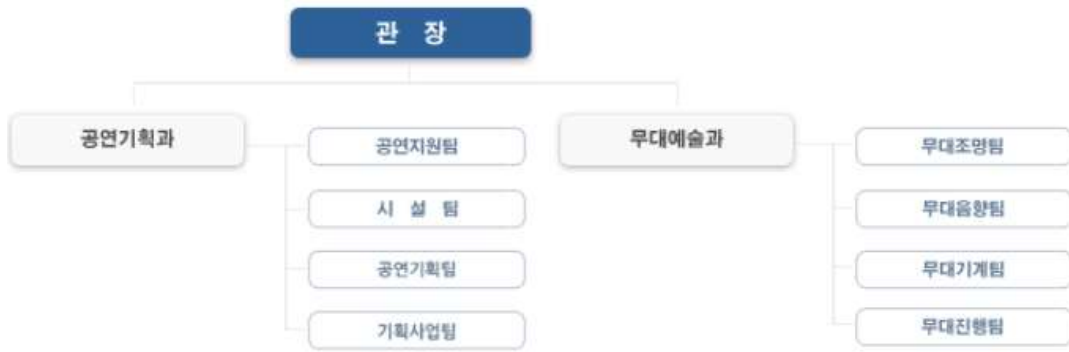 관 장
공연기획과
공연지원팀
시 설 팀
공연기획팀
기획사업팀
무대예술과
무대조명팀
무대음향팀
무대기계팀
무대진행팀